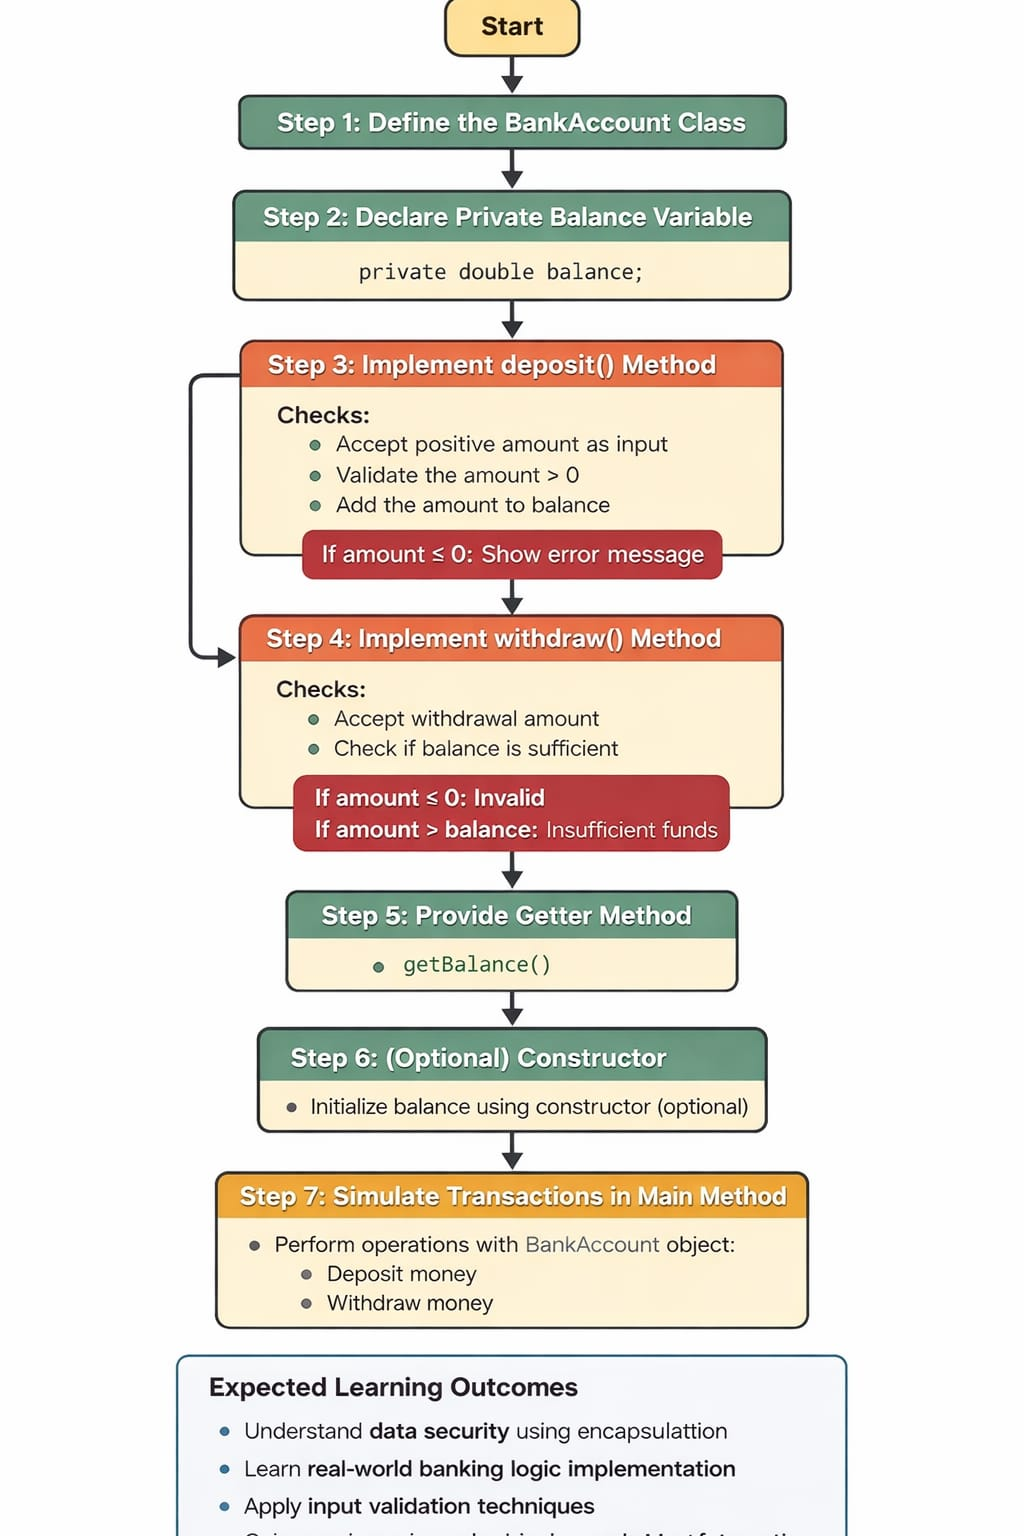 Start
Step 1: Define the BankAccount Class
Step 2: Declare Private Balance Variable
private double balance;
Step 3: Implement deposit() Method
Checks:
Accept positive amount as input
Validate the amount > 0
Add the amount to balance
If amount ≤ 0: Show error message
Step 4: Implement withdraw() Method
Checks:
Accept withdrawal amount
Check if balance is sufficient
If amount ≤ 0: Invalid
If amount > balance: Insufficient funds
Step 5: Provide Getter Method
getBalance()
Step 6: (Optional) Constructor
Initialize balance using constructor (optional)
Step 7: Simulate Transactions in Main Method
Perform operations with BankAccount object:
Deposit money
Withdraw money
Expected Learning Outcomes
Understand data security using encapsulattion
Learn real-world banking logic implementation
Apply input validation techniques